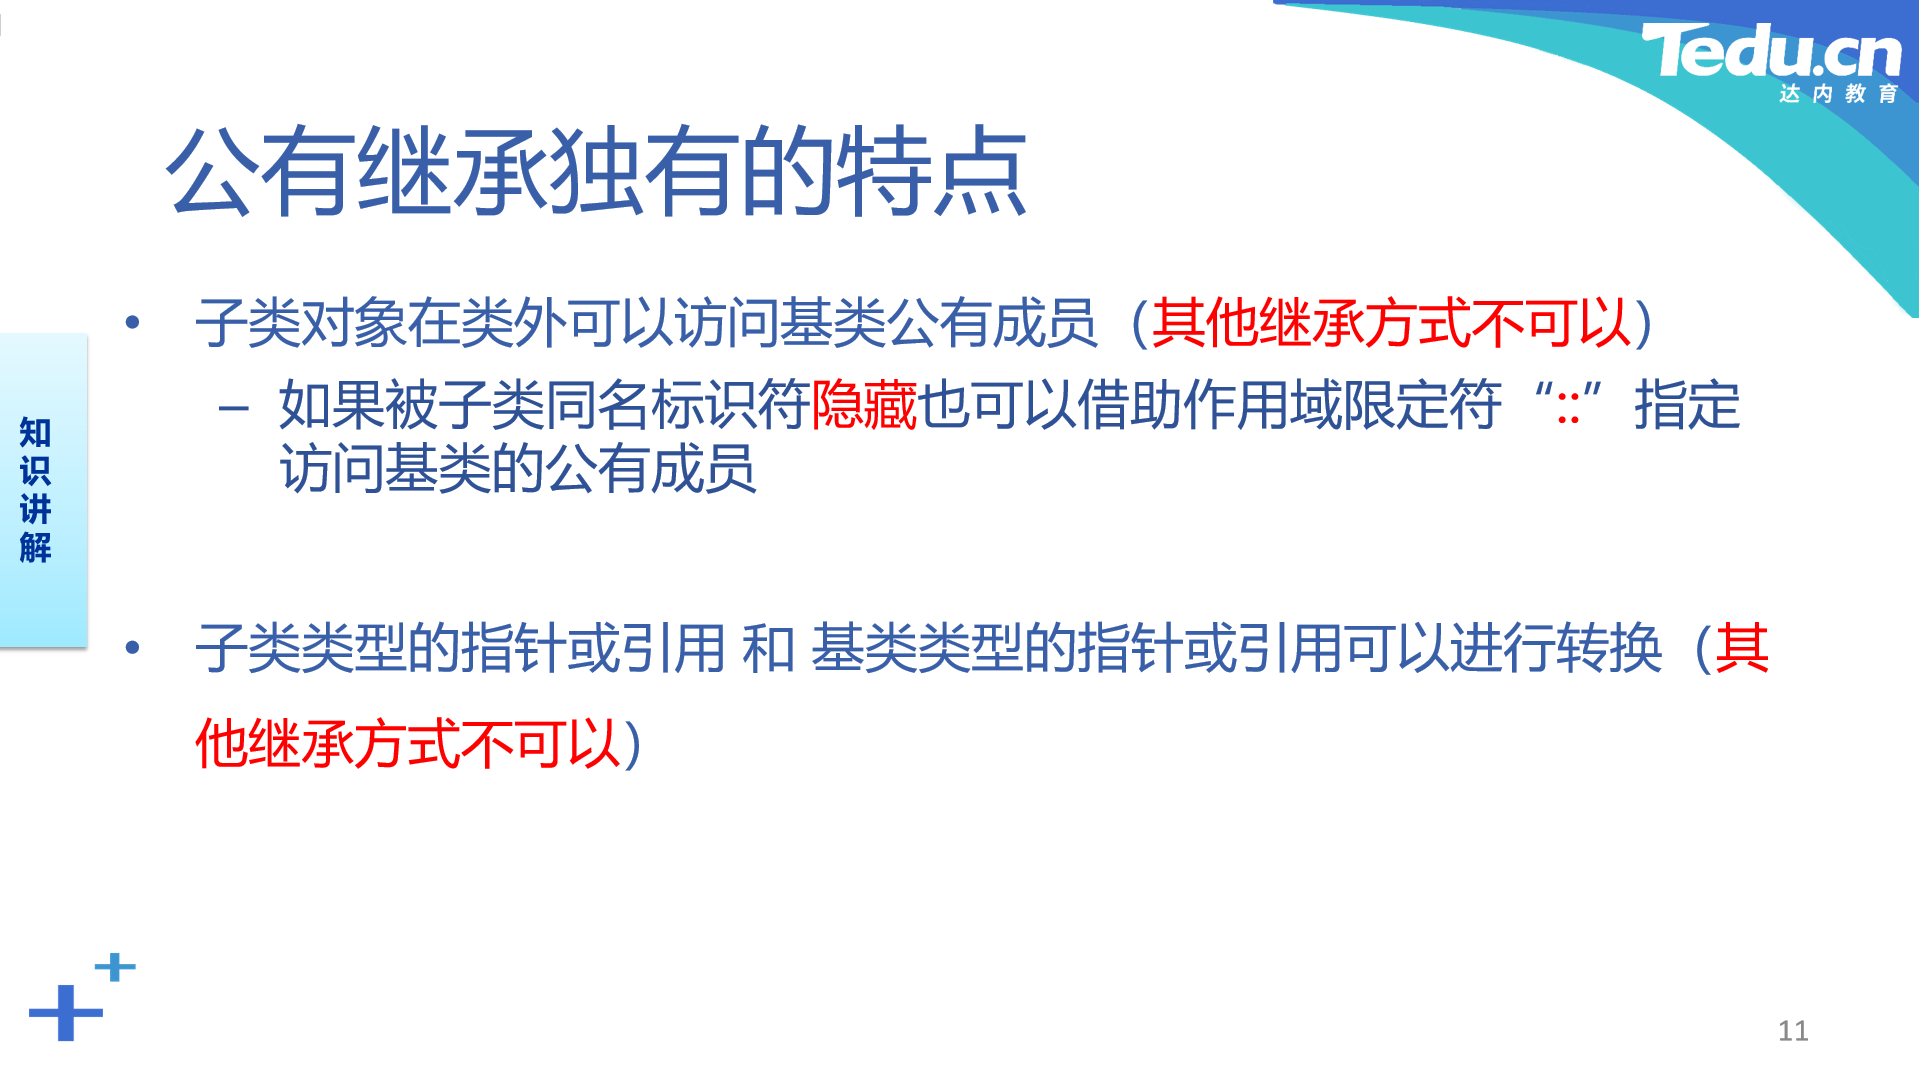 Tedu.cn
达内教育
公有继承独有的特点
• 子类对象在类外可以访问基类公有成员（其他继承方式不可以）
– 如果被子类同名标识符隐藏也可以借助作用域限定符“::”指定
访问基类的公有成员
知
识
讲
解
• 子类类型的指针或引用 和 基类类型的指针或引用可以进行转换（其
他继承方式不可以）
11